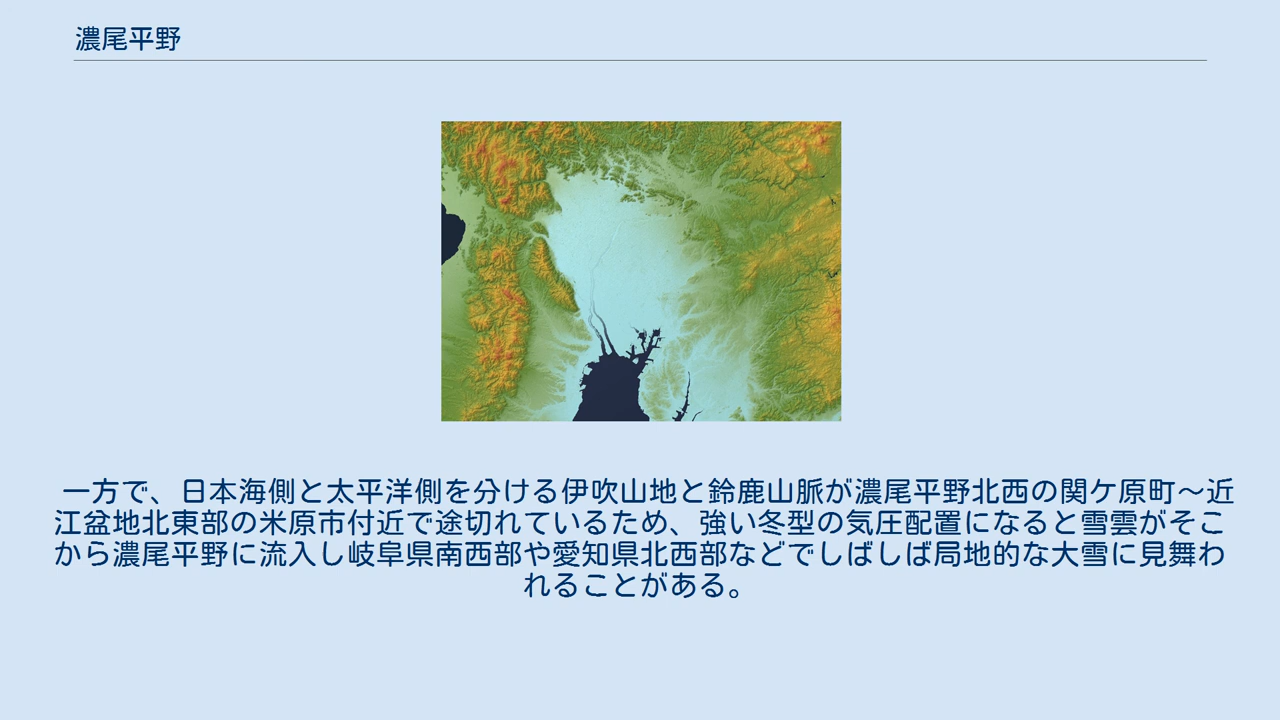 濃尾平野
一方で、日本海側と太平洋側を分ける伊吹山地と鈴鹿山脈が濃尾平野北西の関ケ原町～近
江盆地北東部の米原市付近で途切れているため、強い冬型の気圧配置になると雪雲がそこ
から濃尾平野に流入し岐阜県南西部や愛知県北西部などでしばしば局地的な大雪に見舞わ
れることがある。